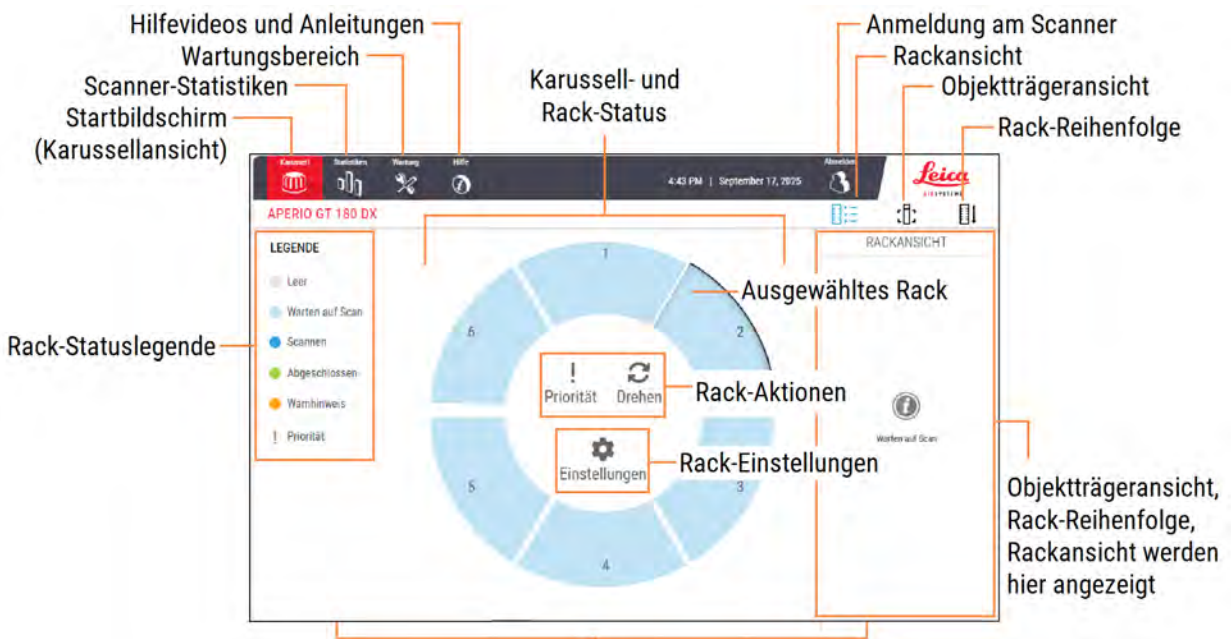 Hilfevideos und Anleitungen
Wartungsbereich
Scanner-Statistiken
Startbildschirm
(Karussellansicht)
Karussell- und
Rack-Status
Anmeldung am Scanner
Rackansicht
Objektträgeransicht
Rack-Reihenfolge
Karussell
Statistiken
Wartung
Hilfe
4:43 PM | September 17, 2025
Abmelden
Leica
BIOSYSTEMS
APERIO GT 180 DX
LEGENDE
Leer
Warten auf Scan
Scannen
Abgeschlossen
Warnhinweis
! Priorität
Rack-Statuslegende
1
2
3
4
5
6
Ausgewähltes Rack
!
Priorität
Drehen
Rack-Aktionen
Einstellungen
Rack-Einstellungen
RACKANSICHT
Warten auf Scan
Objektträgeransicht,
Rack-Reihenfolge,
Rackansicht werden
hier angezeigt